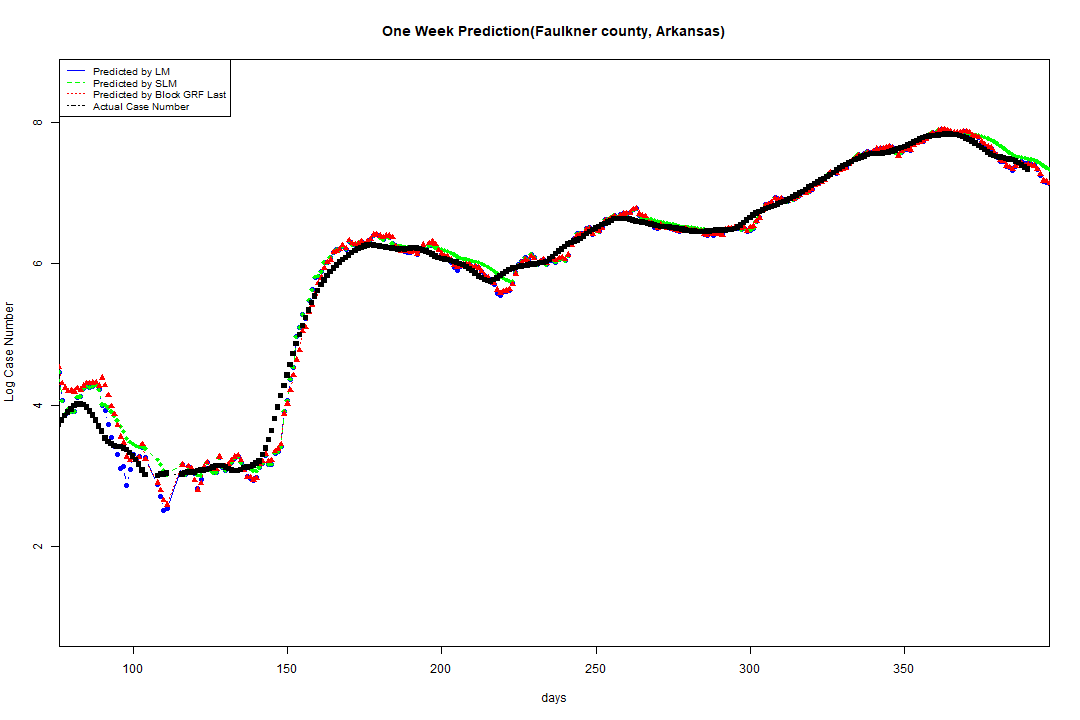 One Week Prediction(Faulkner county, Arkansas)
Predicted by LM
Predicted by SLM
Predicted by Block GRF Last
Actual Case Number
8
6
4
2
Log Case Number
100 150 200 250 300 350
days